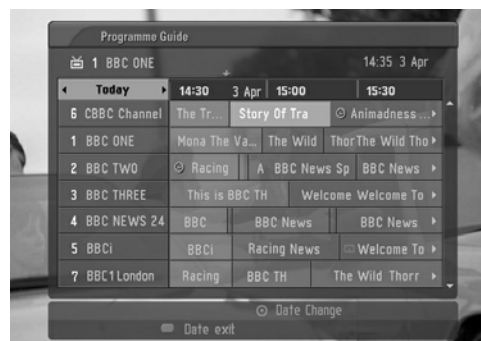 Programme Guide
1 BBC ONE 14:35 3 Apr
Today 14:30 3 Apr 15:00 15:30
6 CBBC Channel The Tr... Story Of Tra Animadness ...
1 BBC ONE Mona The Va... The Wild Thor The Wild Tho
2 BBC TWO Racing A BBC News Sp BBC News
3 BBC THREE This is BBC TH Welcome Welcome To
4 BBC NEWS 24 BBC BBC News BBC News
5 BBCi BBCi Racing News Welcome To
7 BBC1 London Racing BBC TH The Wild Thorr
Date Change
Date exit